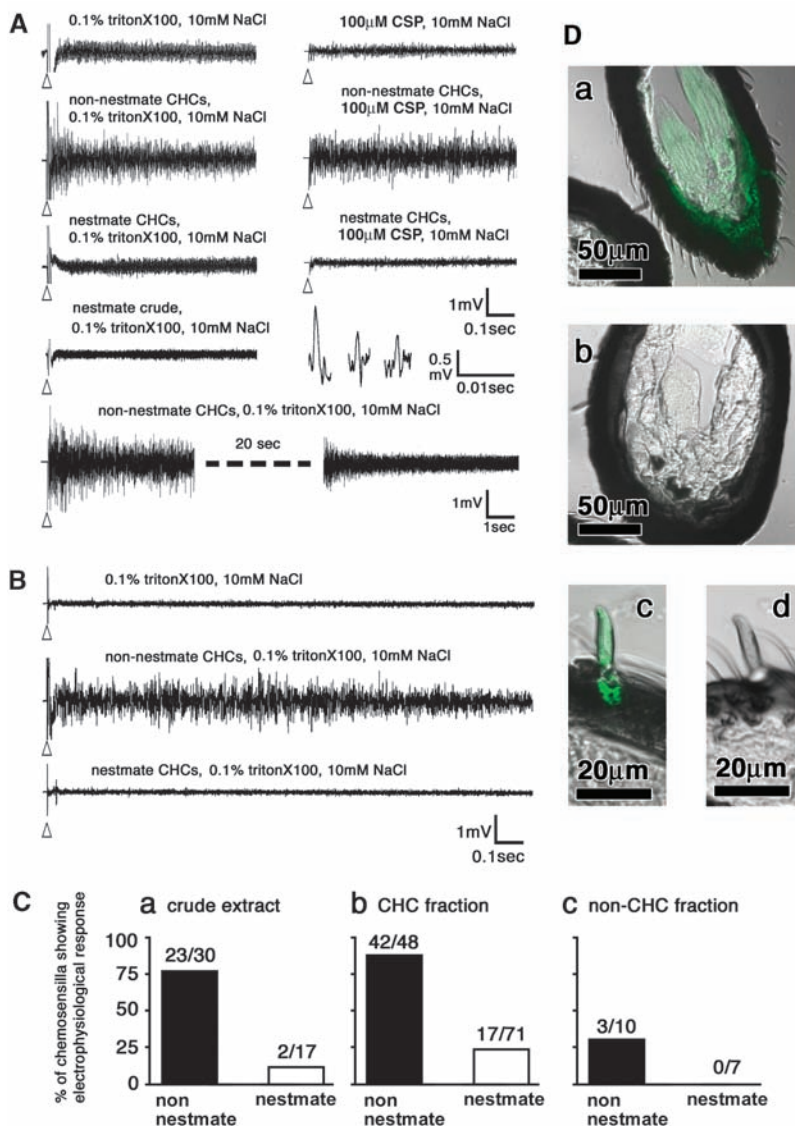 A
0.1% tritonX100, 10mM NaCl
100µM CSP, 10mM NaCl
non-nestmate CHCs,
0.1% tritonX100, 10mM NaCl
non-nestmate CHCs,
100µM CSP, 10mM NaCl
nestmate CHCs,
0.1% tritonX100, 10mM NaCl
nestmate CHCs,
100µM CSP, 10mM NaCl
1mV
0.1sec
nestmate crude,
0.1% tritonX100, 10mM NaCl
0.5
mV
0.01sec
non-nestmate CHCs, 0.1% tritonX100, 10mM NaCl
20 sec
1mV
1sec
B
0.1% tritonX100, 10mM NaCl
non-nestmate CHCs, 0.1% tritonX100, 10mM NaCl
nestmate CHCs, 0.1% tritonX100, 10mM NaCl
1mV
0.1sec
D
a
50µm
b
50µm
c
20µm
d
20µm
C
% of chemosensilla showing
electrophysiological response
a crude extract
100
75
50
25
0
23/30
2/17
non
nestmate
nestmate
b CHC fraction
42/48
17/71
non
nestmate
nestmate
c non-CHC fraction
3/10
0/7
non
nestmate
nestmate